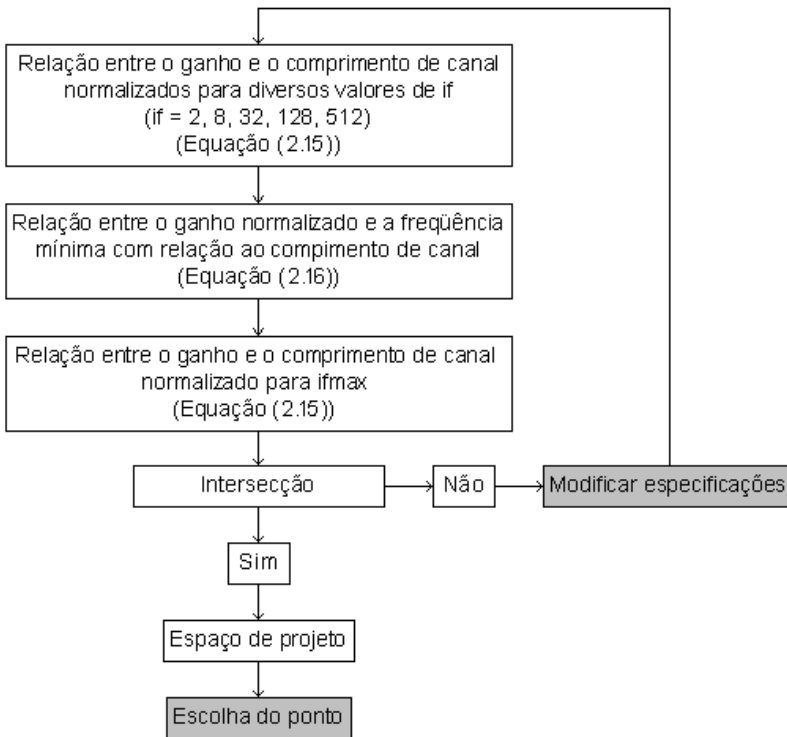 Relação entre o ganho e o comprimento de canal
normalizados para diversos valores de if
(if = 2, 8, 32, 128, 512)
(Equação (2.15))
Relação entre o ganho normalizado e a freqüência
mínima com relação ao compimento de canal
(Equação (2.16))
Relação entre o ganho e o comprimento de canal
normalizado para ifmax
(Equação (2.15))
Intersecção
Não
Modificar especificações
Sim
Espaço de projeto
Escolha do ponto